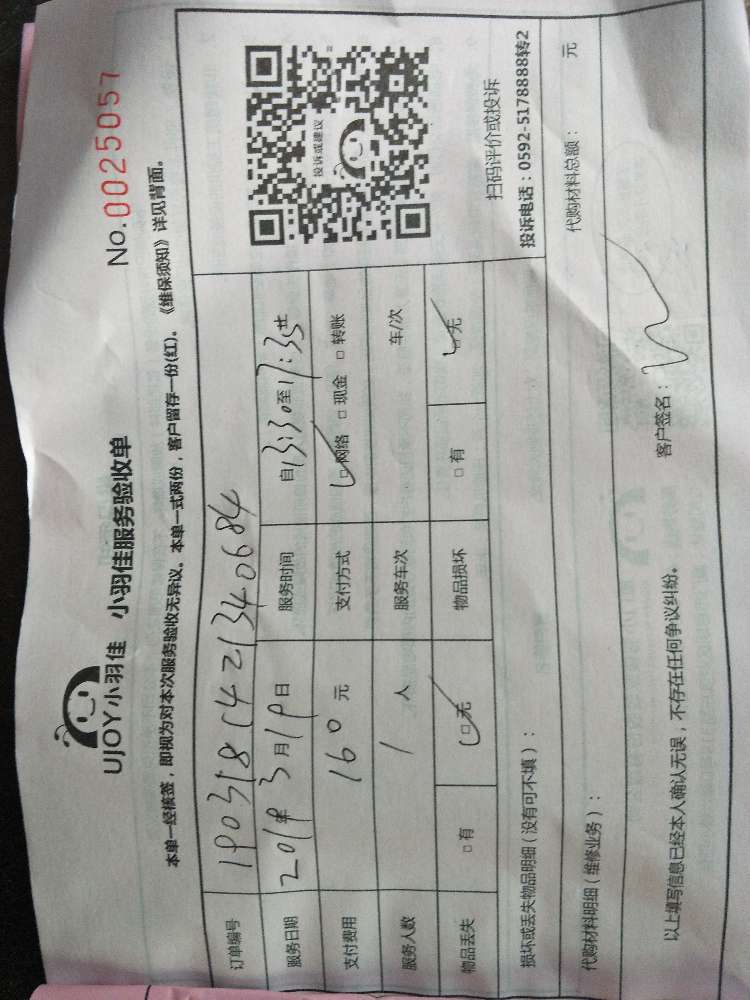 UJOY小羽佳 小羽佳服务验收单
No.0025057
本单一经核签，即视为对本次服务验收无异议。本单一式两份，客户留存一份(红)。《维保须知》详见背面。
订单编号 1903181421340684
服务日期 2019年3月19日 服务时间 自13:30至17:35
支付费用 160元 支付方式 ☑网络 □现金 □转账
服务人数 1人 服务车次 车/次
物品丢失 □有 ☑无 物品损坏 □有 ☑无
投诉或建议
扫码评价或投诉
投诉电话：0592-5178888转2
损坏或丢失物品明细（没有可不填）：
代购材料明细（维修业务）： 代购材料总额： 元
以上填写信息已经本人确认无误，不存在任何争议纠纷。 客户签名：